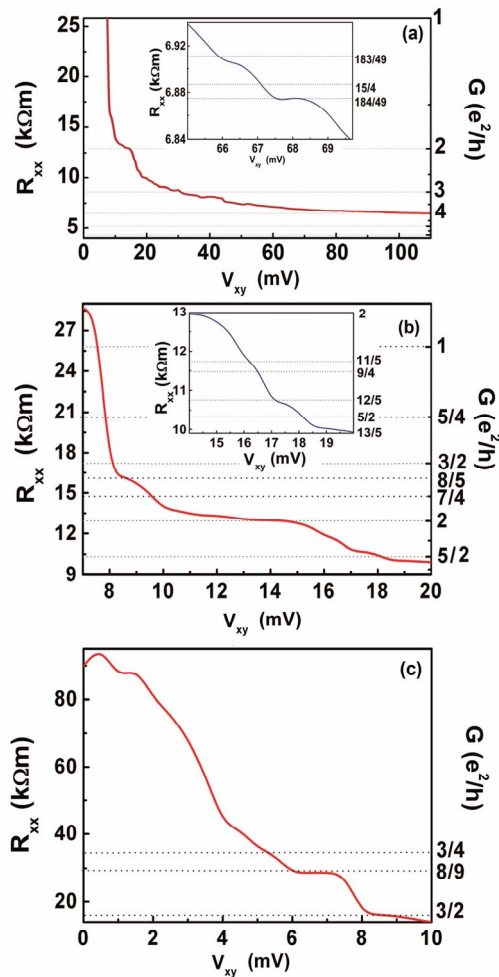 (a)
R_xx (kΩm)
25
20
15
10
5
0 20 40 60 80 100
V_xy (mV)
G (e²/h)
1
2
3
4
R_xx (kΩm)
6.92
6.88
6.84
66 67 68 69
V_xy (mV)
183/49
15/4
184/49
(b)
R_xx (kΩm)
27
24
21
18
15
12
9
8 10 12 14 16 18 20
V_xy (mV)
G (e²/h)
1
5/4
3/2
8/5
7/4
2
5/2
R_xx (kΩm)
13
12
11
10
15 16 17 18 19
V_xy (mV)
2
11/5
9/4
12/5
5/2
13/5
(c)
R_xx (kΩm)
80
60
40
20
0 2 4 6 8 10
V_xy (mV)
G (e²/h)
3/4
8/9
3/2